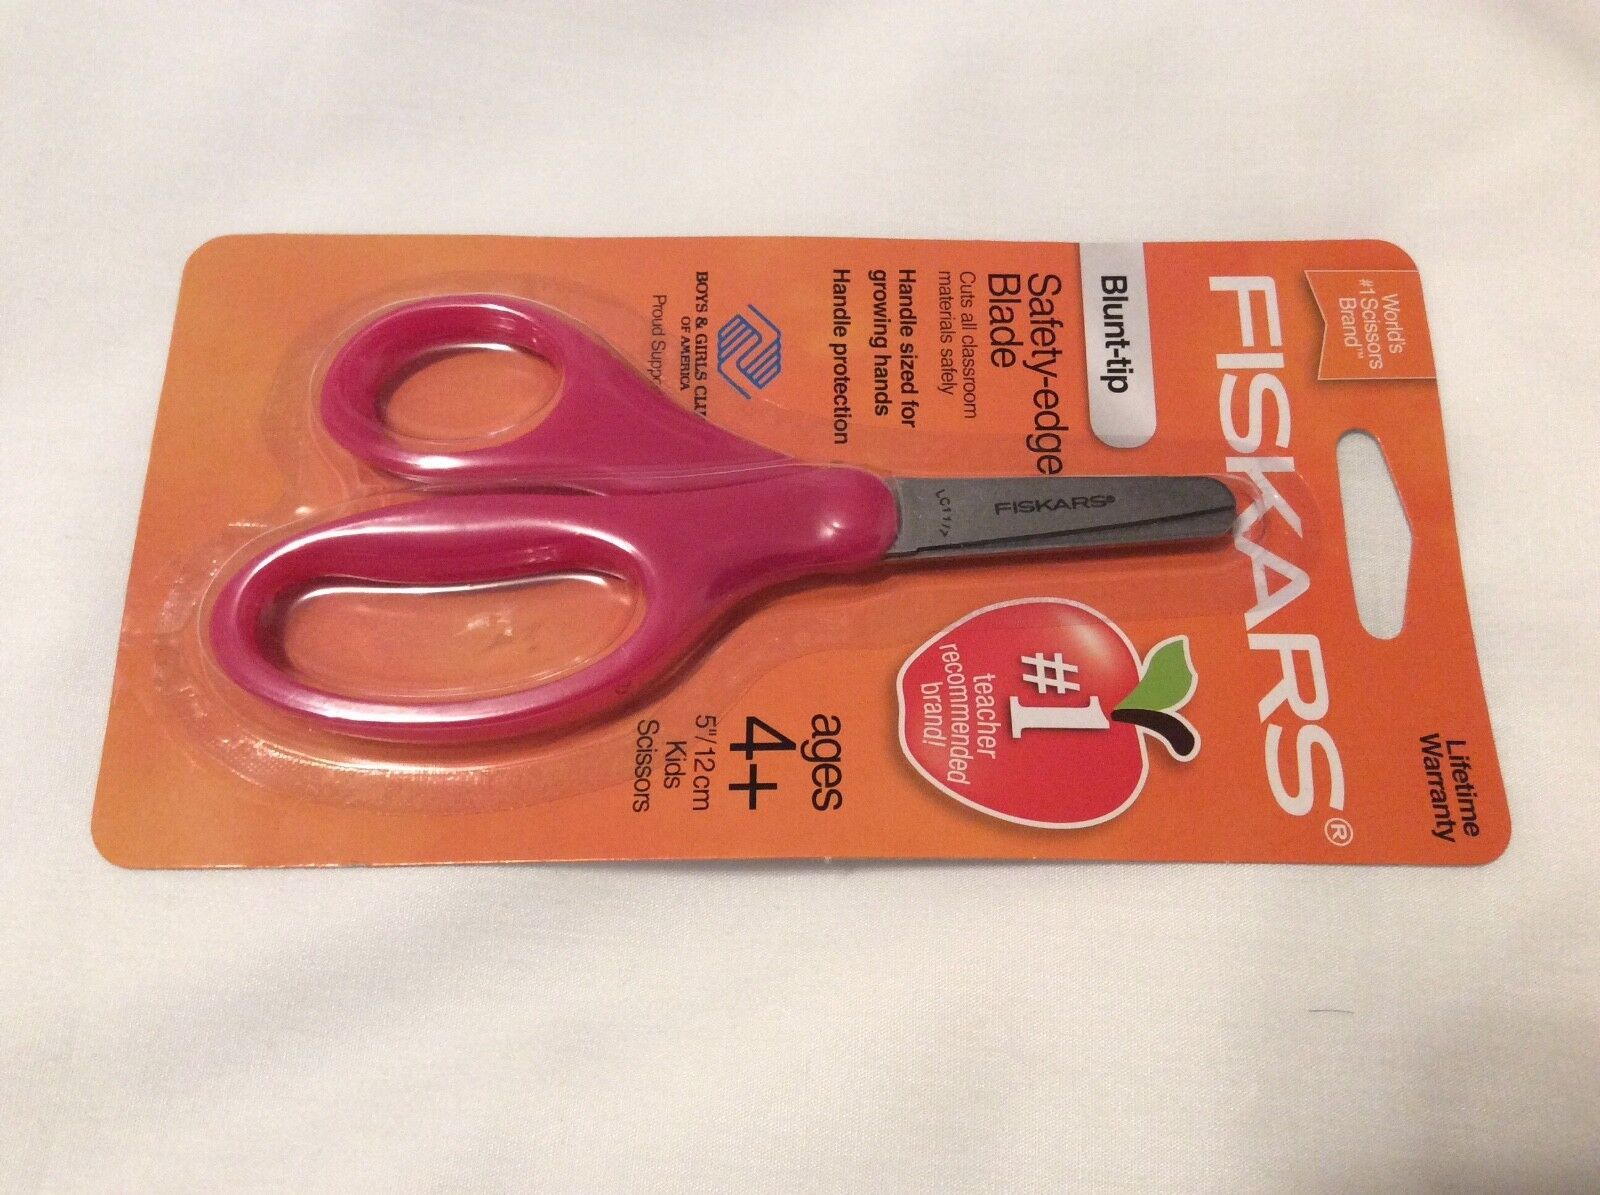 World's
#1 Scissors
Brand™
Lifetime
Warranty
FISKARS®
Blunt-tip
Safety-edge
Blade
Cuts all classroom
materials safely
Handle sized for
growing hands
Handle protection
BOYS & GIRLS
OF AMERICA
Proud
#1
teacher
recommended
brand!
ages
4+
5"/12cm
Kids
Scissors
FISKARS®